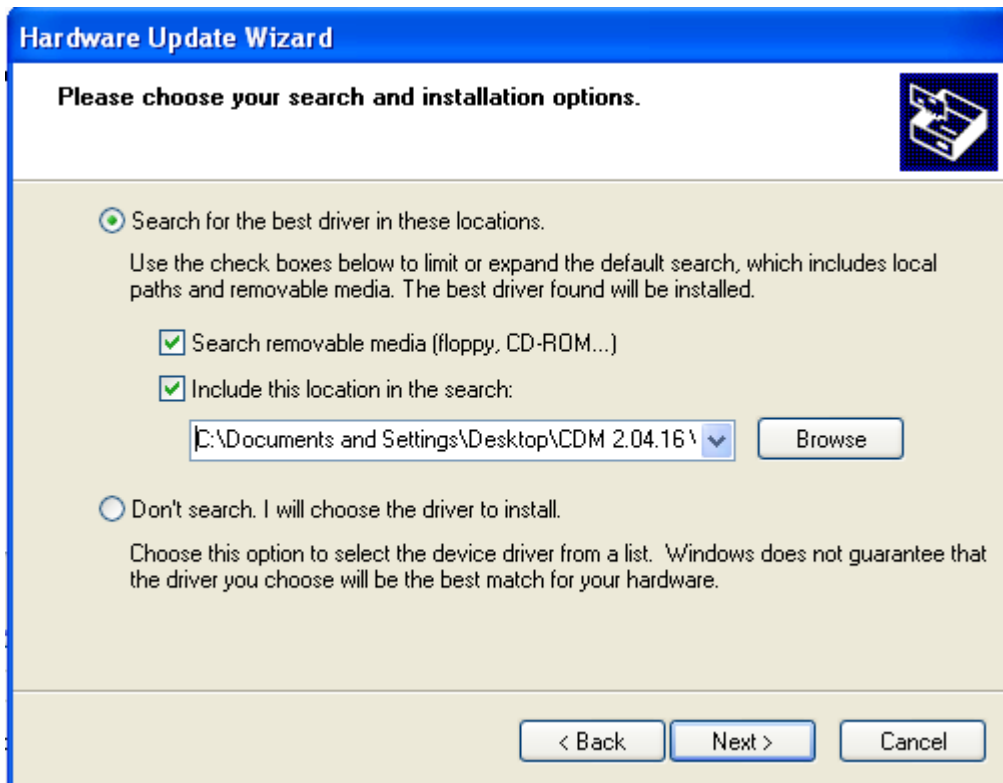 Hardware Update Wizard
Please choose your search and installation options.
Search for the best driver in these locations.
Use the check boxes below to limit or expand the default search, which includes local
paths and removable media. The best driver found will be installed.
Search removable media (floppy, CD-ROM...)
Include this location in the search:
C:\Documents and Settings\Desktop\CDM 2.04.16 \
Browse
Don't search. I will choose the driver to install.
Choose this option to select the device driver from a list. Windows does not guarantee that
the driver you choose will be the best match for your hardware.
< Back
Next >
Cancel